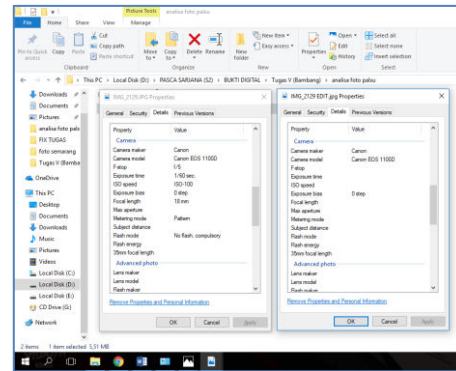 Picture Tools analisa foto palsu
File Home Share View Manage
Pin to Quick access Copy Paste Cut Copy path Paste shortcut Move to Copy to Delete Rename New folder New item Easy access Properties Open Edit History Select all Select none Invert selection
Clipboard Organize New Open Select
This PC > Local Disk (D:) > PASCA SARJANA (S2) > BUKTI DIGITAL > Tugas V (Bambang) > analisa foto palsu
Downloads
Documents
Pictures
analisa foto pals
FIX TUGAS
foto semarang
Tugas V (Bamba
OneDrive
This PC
Desktop
Documents
Downloads
Music
Pictures
Videos
Local Disk (C:)
Local Disk (D:)
Local Disk (E:)
CD Drive (G:)
Network
2 items 1 item selected 5,51 MB
IMG_2129.JPG Properties
General Security Details Previous Versions
Property Value
Camera
Camera maker Canon
Camera model Canon EOS 1100D
F-stop f/5
Exposure time 1/60 sec.
ISO speed ISO-100
Exposure bias 0 step
Focal length 18 mm
Max aperture
Metering mode Pattern
Subject distance
Flash mode No flash, compulsory
Flash energy
35mm focal length
Advanced photo
Lens maker
Lens model
Flash maker
Remove Properties and Personal Information
OK Cancel Apply
IMG_2129 EDIT.jpg Properties
General Security Details Previous Versions
Property Value
Camera
Camera maker Canon
Camera model Canon EOS 1100D
F-stop
Exposure time
ISO speed
Exposure bias 0 step
Focal length
Max aperture
Metering mode
Subject distance
Flash mode
Flash energy
35mm focal length
Advanced photo
Lens maker
Lens model
Flash maker
Remove Properties and Personal Information
OK Cancel Apply